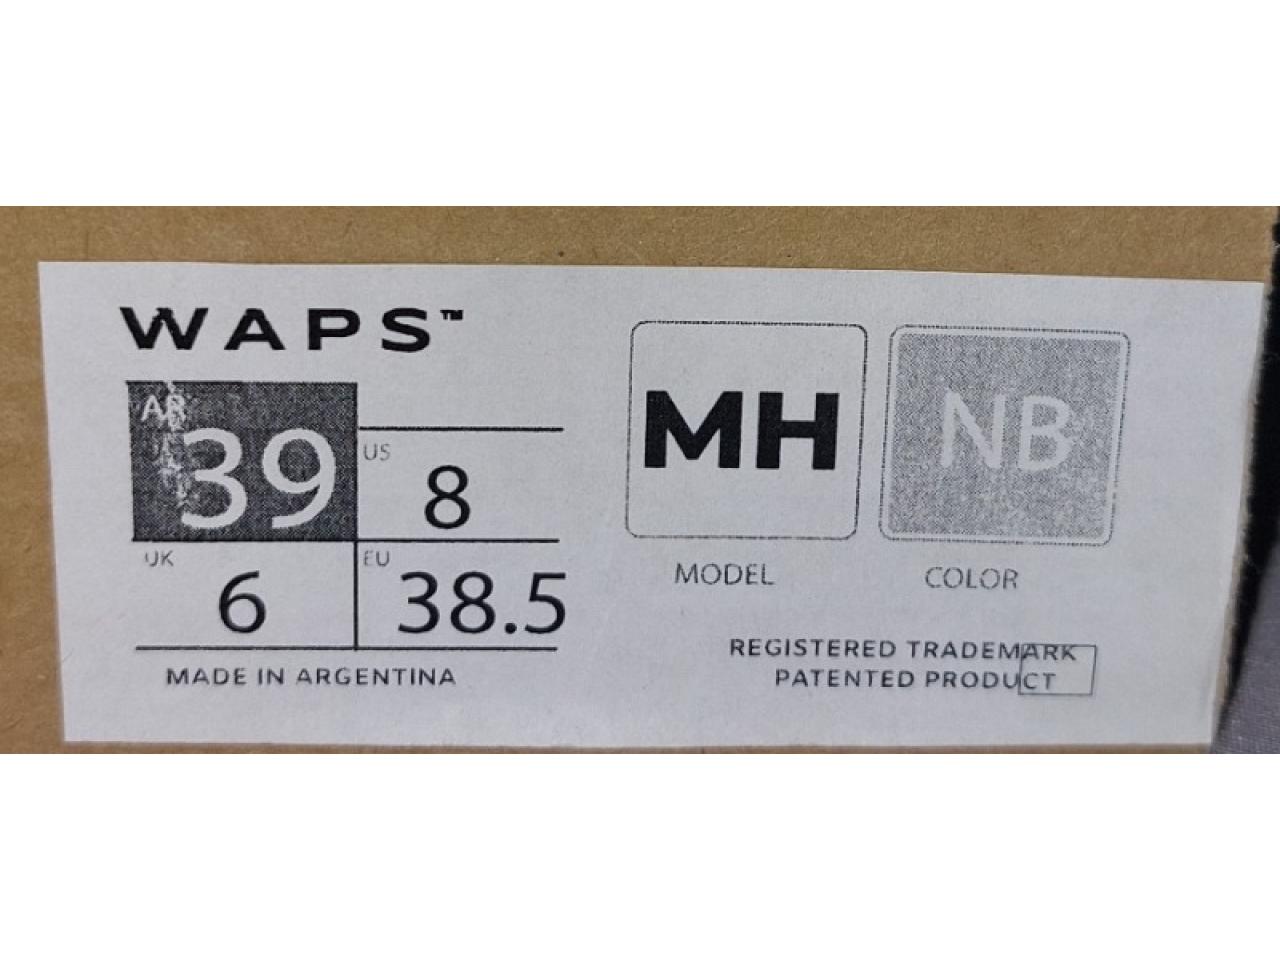 WAPS™
AR
39
US
8
UK
6
EU
38.5
MADE IN ARGENTINA
MH
MODEL
NB
COLOR
REGISTERED TRADEMARK
PATENTED PRODUCT